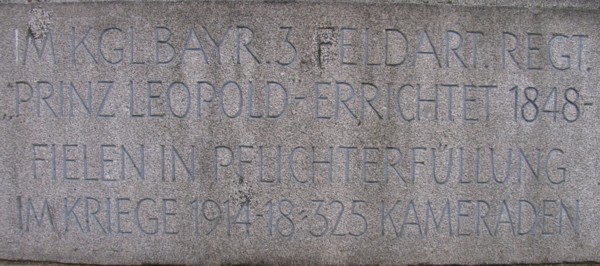 IM KGL.BAYR. 3. FELDART. REGT.
PRINZ LEOPOLD-ERRICHTET 1848-
FIELEN IN PFLICHTERFÜLLUNG
IM KRIEGE 1914-18-325 KAMERADEN